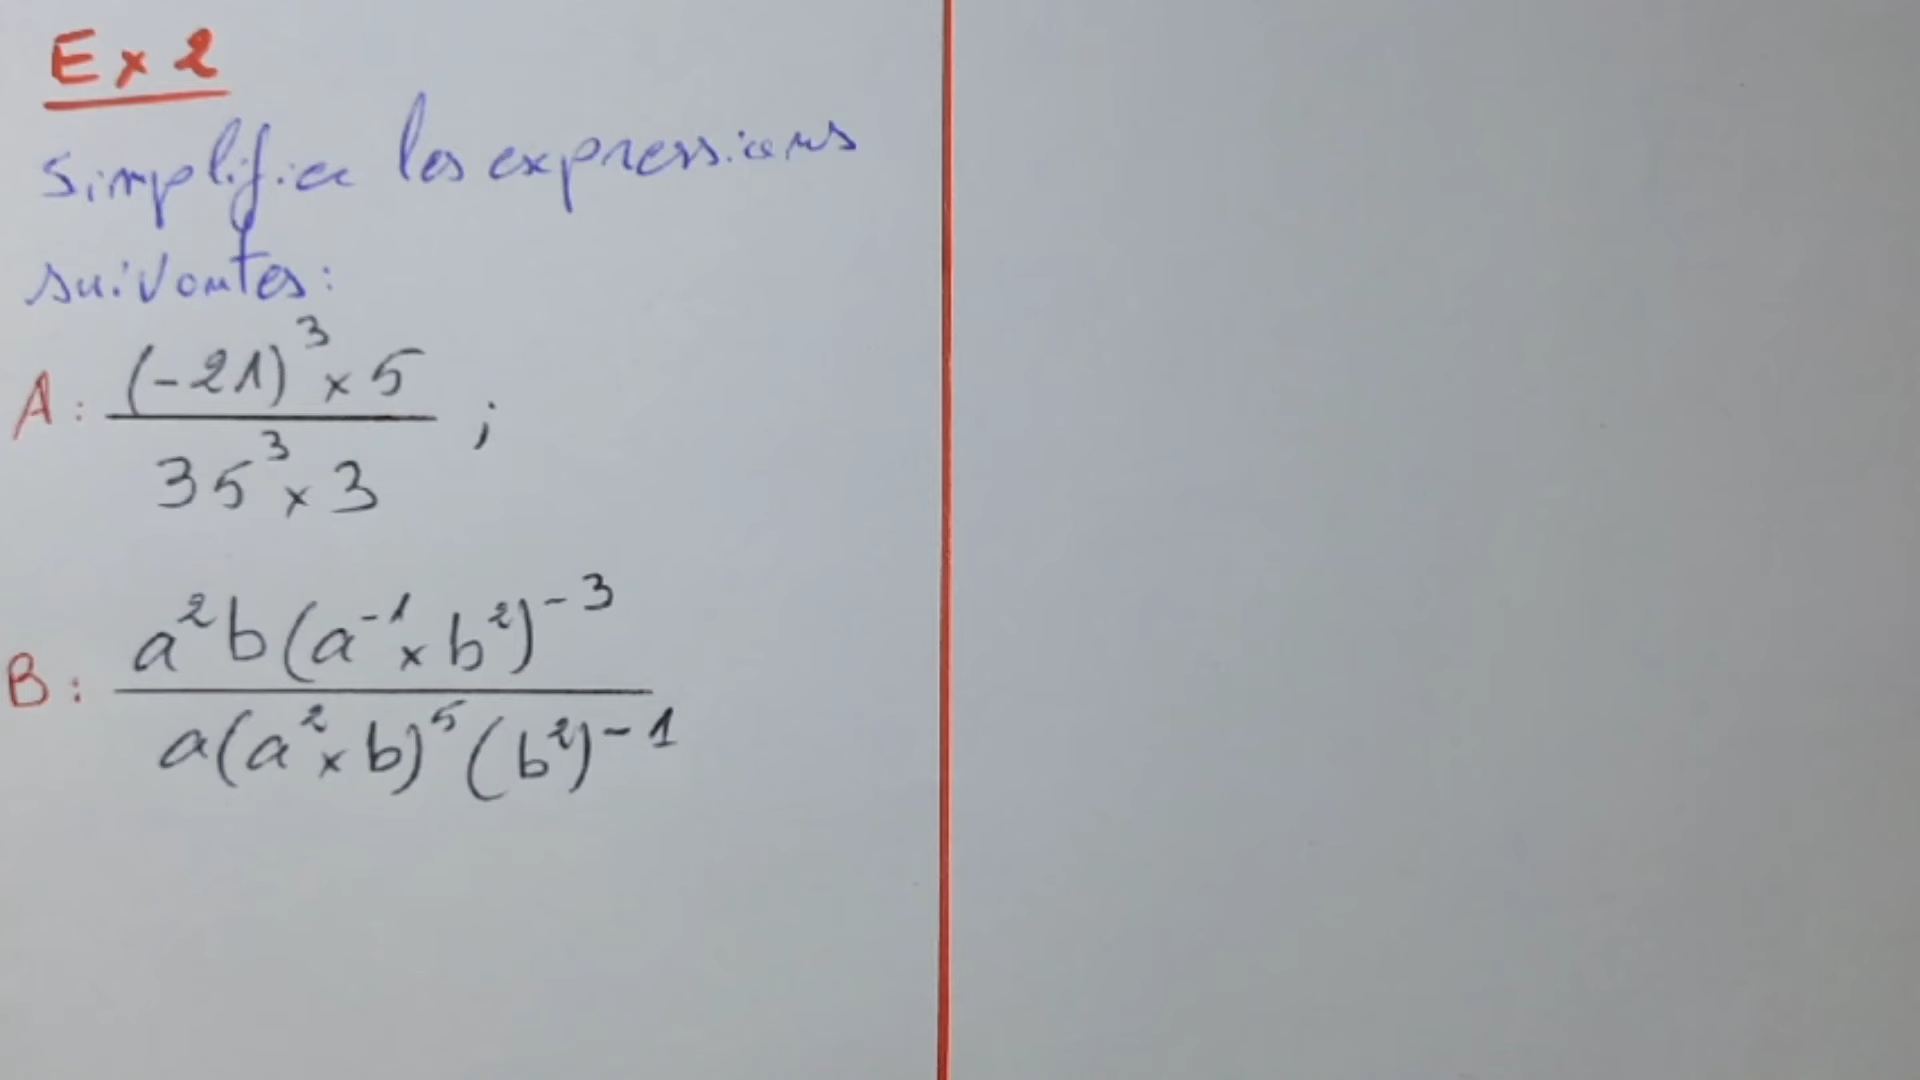 Ex 2
Simplifier les expressions
suivantes:
A: ((-21)³ × 5) / (35³ × 3) ;
B: (a²b(a⁻¹ × b²)⁻³) / (a(a² × b)⁵(b²)⁻¹)